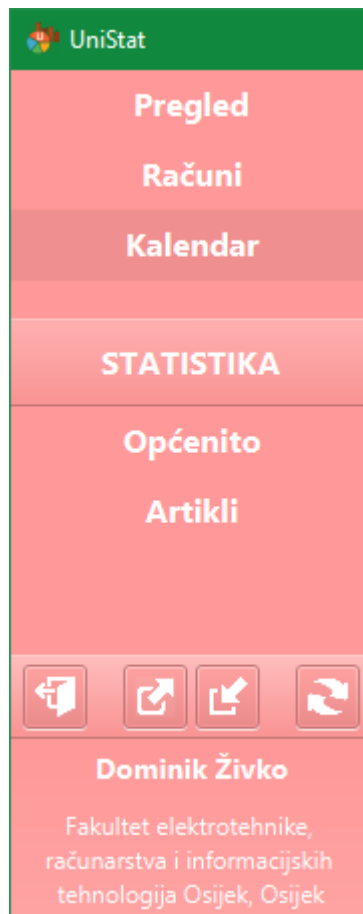 UniStat
Pregled
Računi
Kalendar
STATISTIKA
Općenito
Artikli
Dominik Živko
Fakultet elektrotehnike,
računarstva i informacijskih
tehnologija Osijek, Osijek